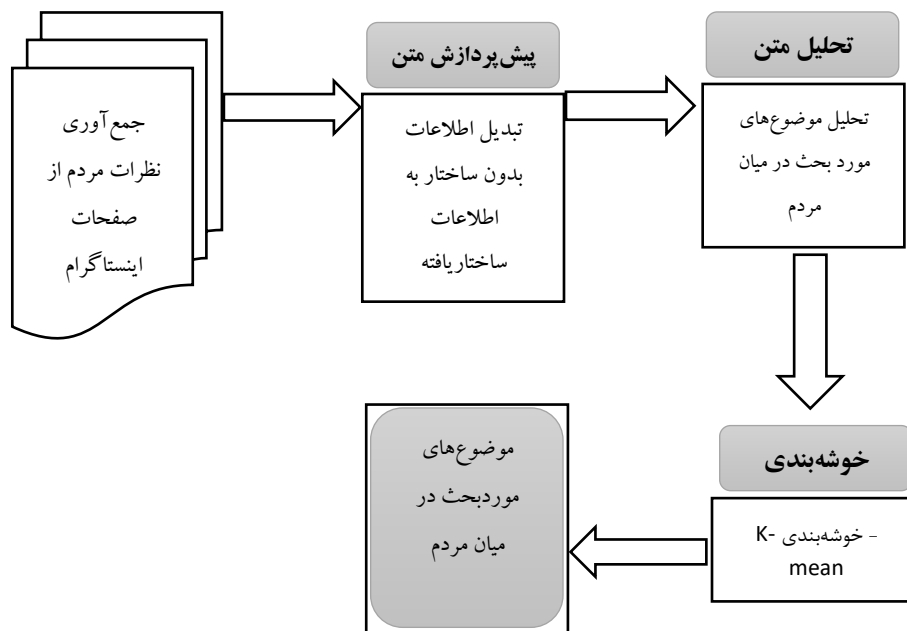 جمع‌آوری
نظرات مردم از
صفحات
اینستاگرام
پیش‌پردازش متن
تبدیل اطلاعات
بدون ساختار به
اطلاعات
ساختاریافته
تحلیل متن
تحلیل موضوع‌های
مورد بحث در میان
مردم
خوشه‌بندی
- خوشه‌بندی K-
mean
موضوع‌های
موردبحث در
میان مردم